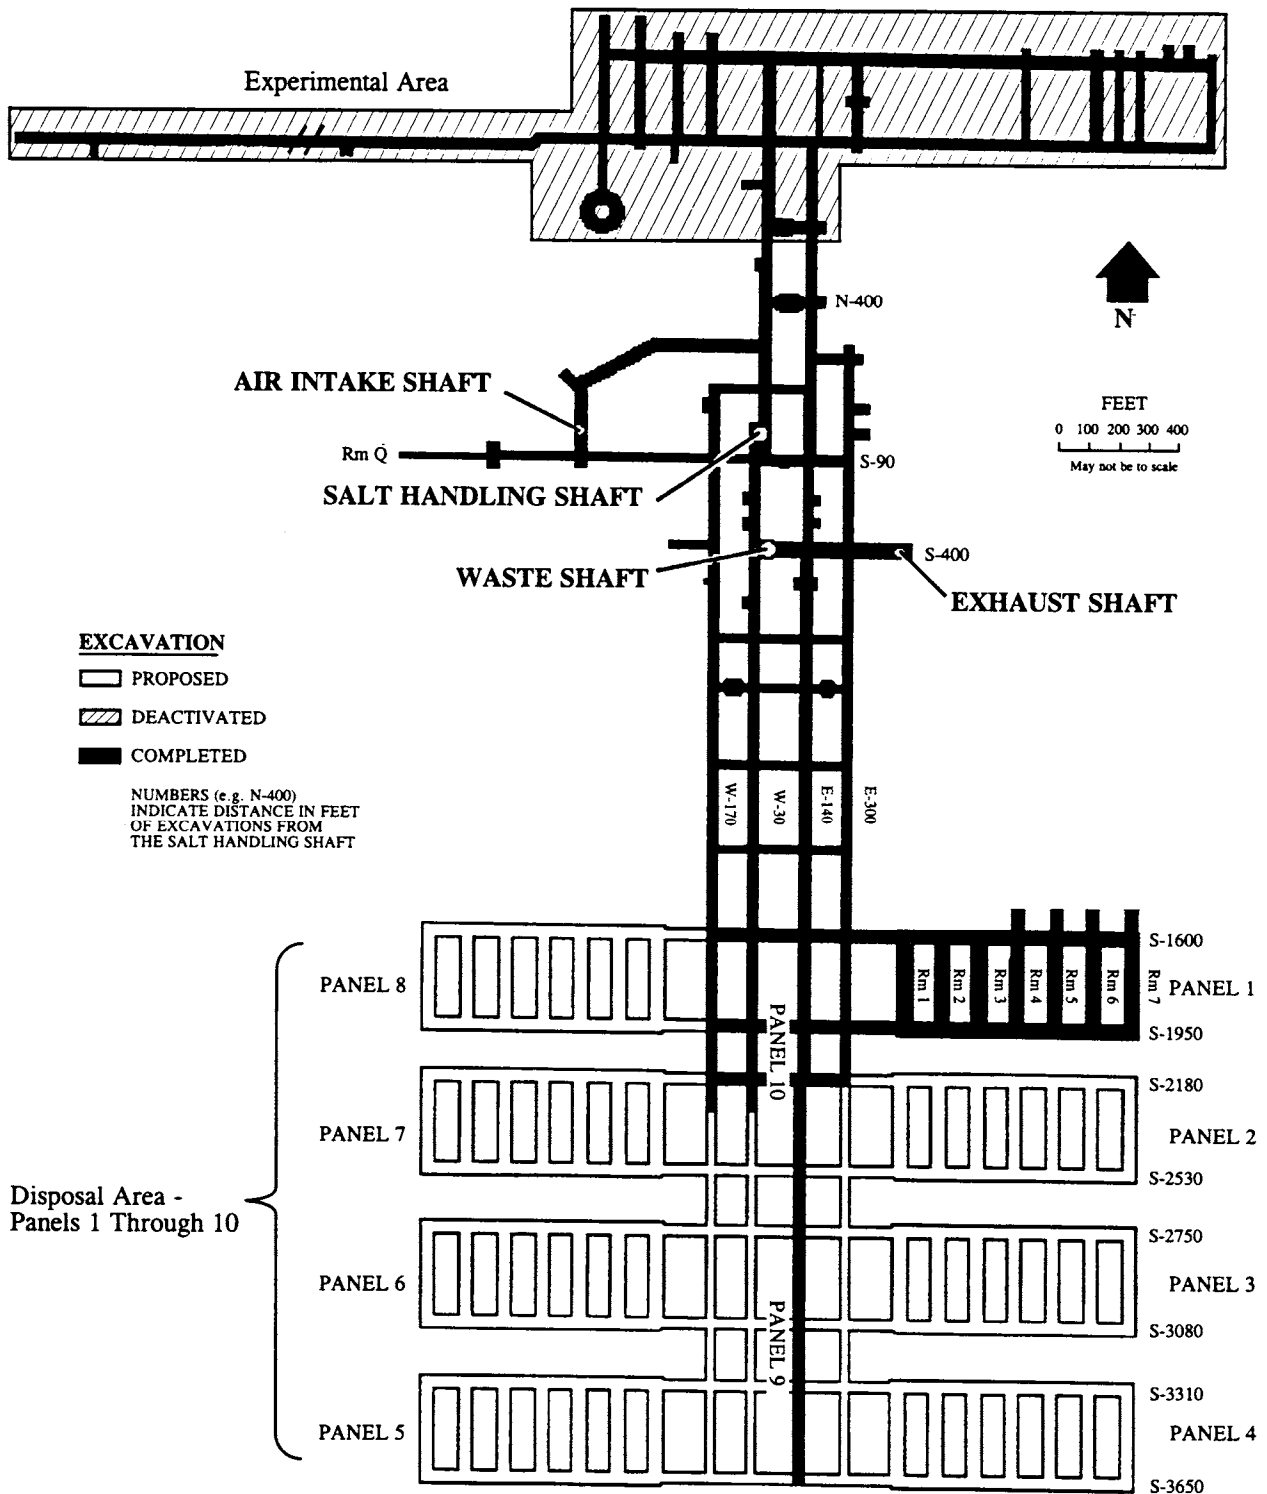 Experimental Area
N-400
N
AIR INTAKE SHAFT
FEET
0 100 200 300 400
May not be to scale
Rm Q
S-90
SALT HANDLING SHAFT
S-400
WASTE SHAFT
EXHAUST SHAFT
EXCAVATION
PROPOSED
DEACTIVATED
COMPLETED
NUMBERS (e.g. N-400)
INDICATE DISTANCE IN FEET
OF EXCAVATIONS FROM
THE SALT HANDLING SHAFT
W-170
W-30
E-140
E-300
S-1600
PANEL 8
Rm 1
Rm 2
Rm 3
Rm 4
Rm 5
Rm 6
Rm 7
PANEL 1
S-1950
PANEL 10
S-2180
PANEL 7
PANEL 2
S-2530
Disposal Area -
Panels 1 Through 10
S-2750
PANEL 6
PANEL 3
S-3080
PANEL 9
S-3310
PANEL 5
PANEL 4
S-3650